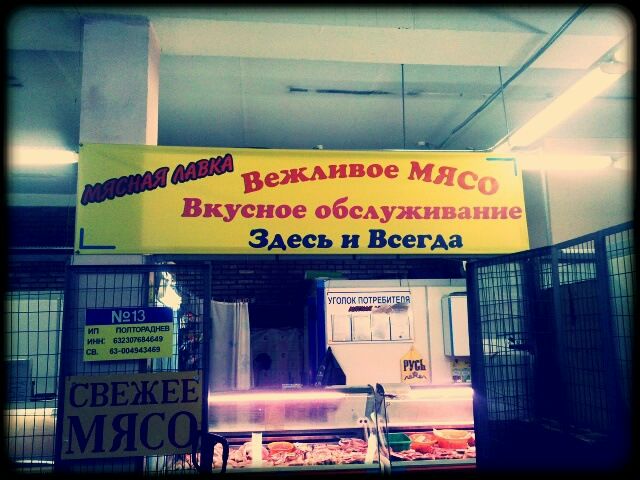 МЯСНАЯ ЛАВКА
Вежливое МЯСО
Вкусное обслуживание
Здесь и Всегда
УГОЛОК ПОТРЕБИТЕЛЯ
№13
ИП ПОЛТОРАДНЕВ
ИНН: 632307684649
СВ. 63-004943469
РУСЬ
СВЕЖЕЕ
МЯСО